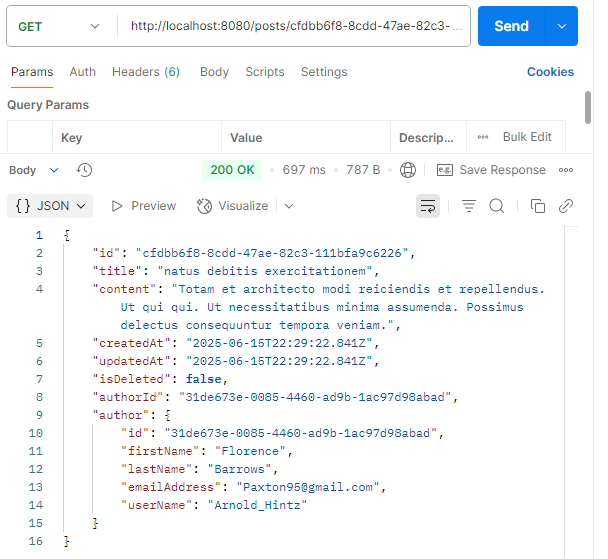 GET http://localhost:8080/posts/cfdbb6f8-8cdd-47ae-82c3-... Send
Params Auth Headers (6) Body Scripts Settings Cookies
Query Params
Key Value Descrip... Bulk Edit
Body 200 OK 697 ms 787 B e.g. Save Response
{} JSON Preview Visualize
1 {
2 "id": "cfdbb6f8-8cdd-47ae-82c3-111bfa9c6226",
3 "title": "natus debitis exercitationem",
4 "content": "Totam et architecto modi reiciendis et repellendus.
Ut qui qui. Ut necessitatibus minima assumenda. Possimus
delectus consequuntur tempora veniam.",
5 "createdAt": "2025-06-15T22:29:22.841Z",
6 "updatedAt": "2025-06-15T22:29:22.841Z",
7 "isDeleted": false,
8 "authorId": "31de673e-0085-4460-ad9b-1ac97d98abad",
9 "author": {
10 "id": "31de673e-0085-4460-ad9b-1ac97d98abad",
11 "firstName": "Florence",
12 "lastName": "Barrows",
13 "emailAddress": "Paxton95@gmail.com",
14 "userName": "Arnold_Hintz"
15 }
16 }